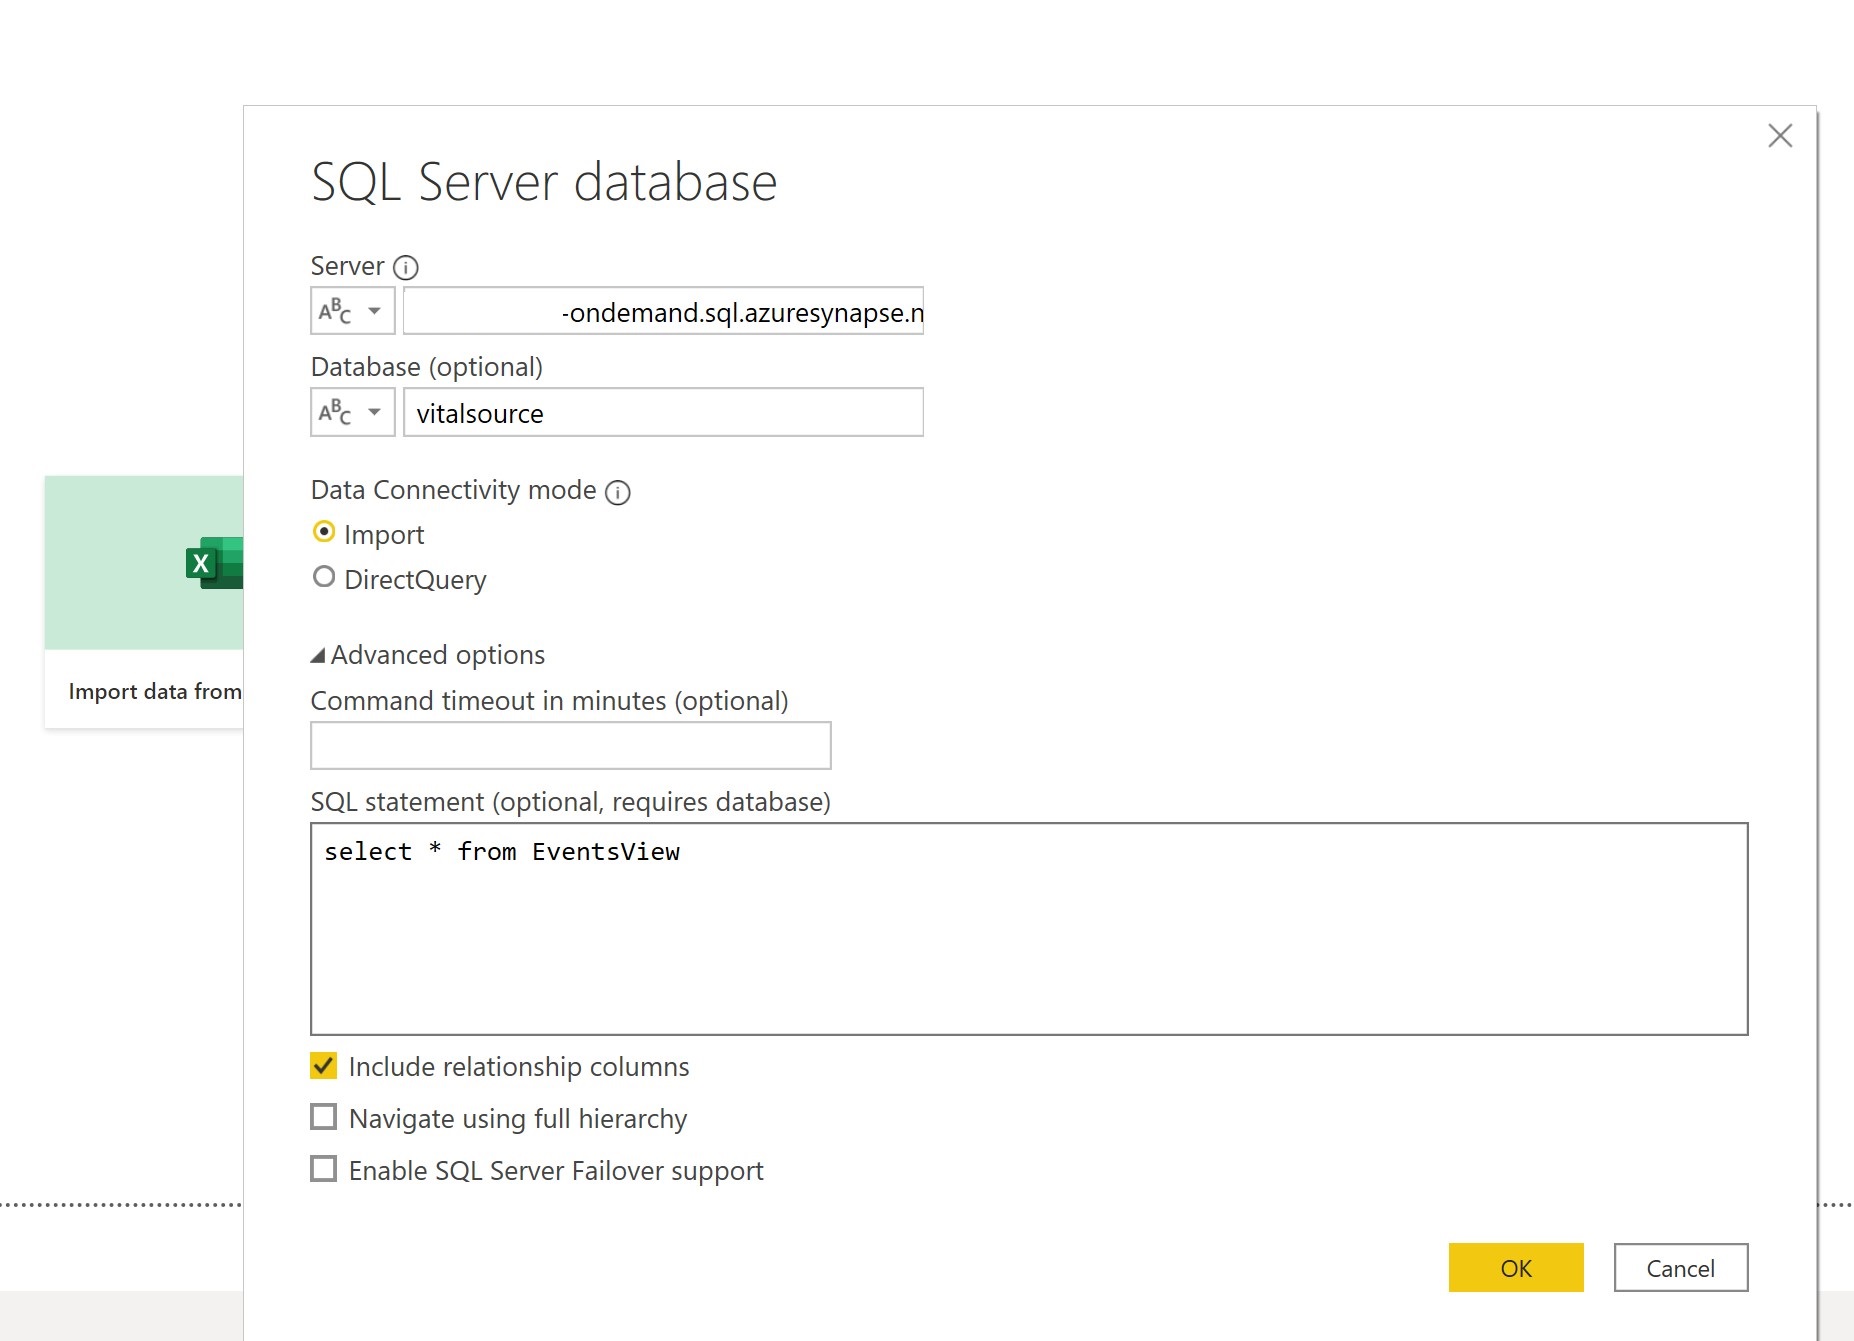 SQL Server database
Server
ABC
-ondemand.sql.azuresynapse.n
Database (optional)
ABC
vitalsource
Data Connectivity mode
Import
DirectQuery
X
Import data from
Advanced options
Command timeout in minutes (optional)
SQL statement (optional, requires database)
select * from EventsView
Include relationship columns
Navigate using full hierarchy
Enable SQL Server Failover support
OK
Cancel